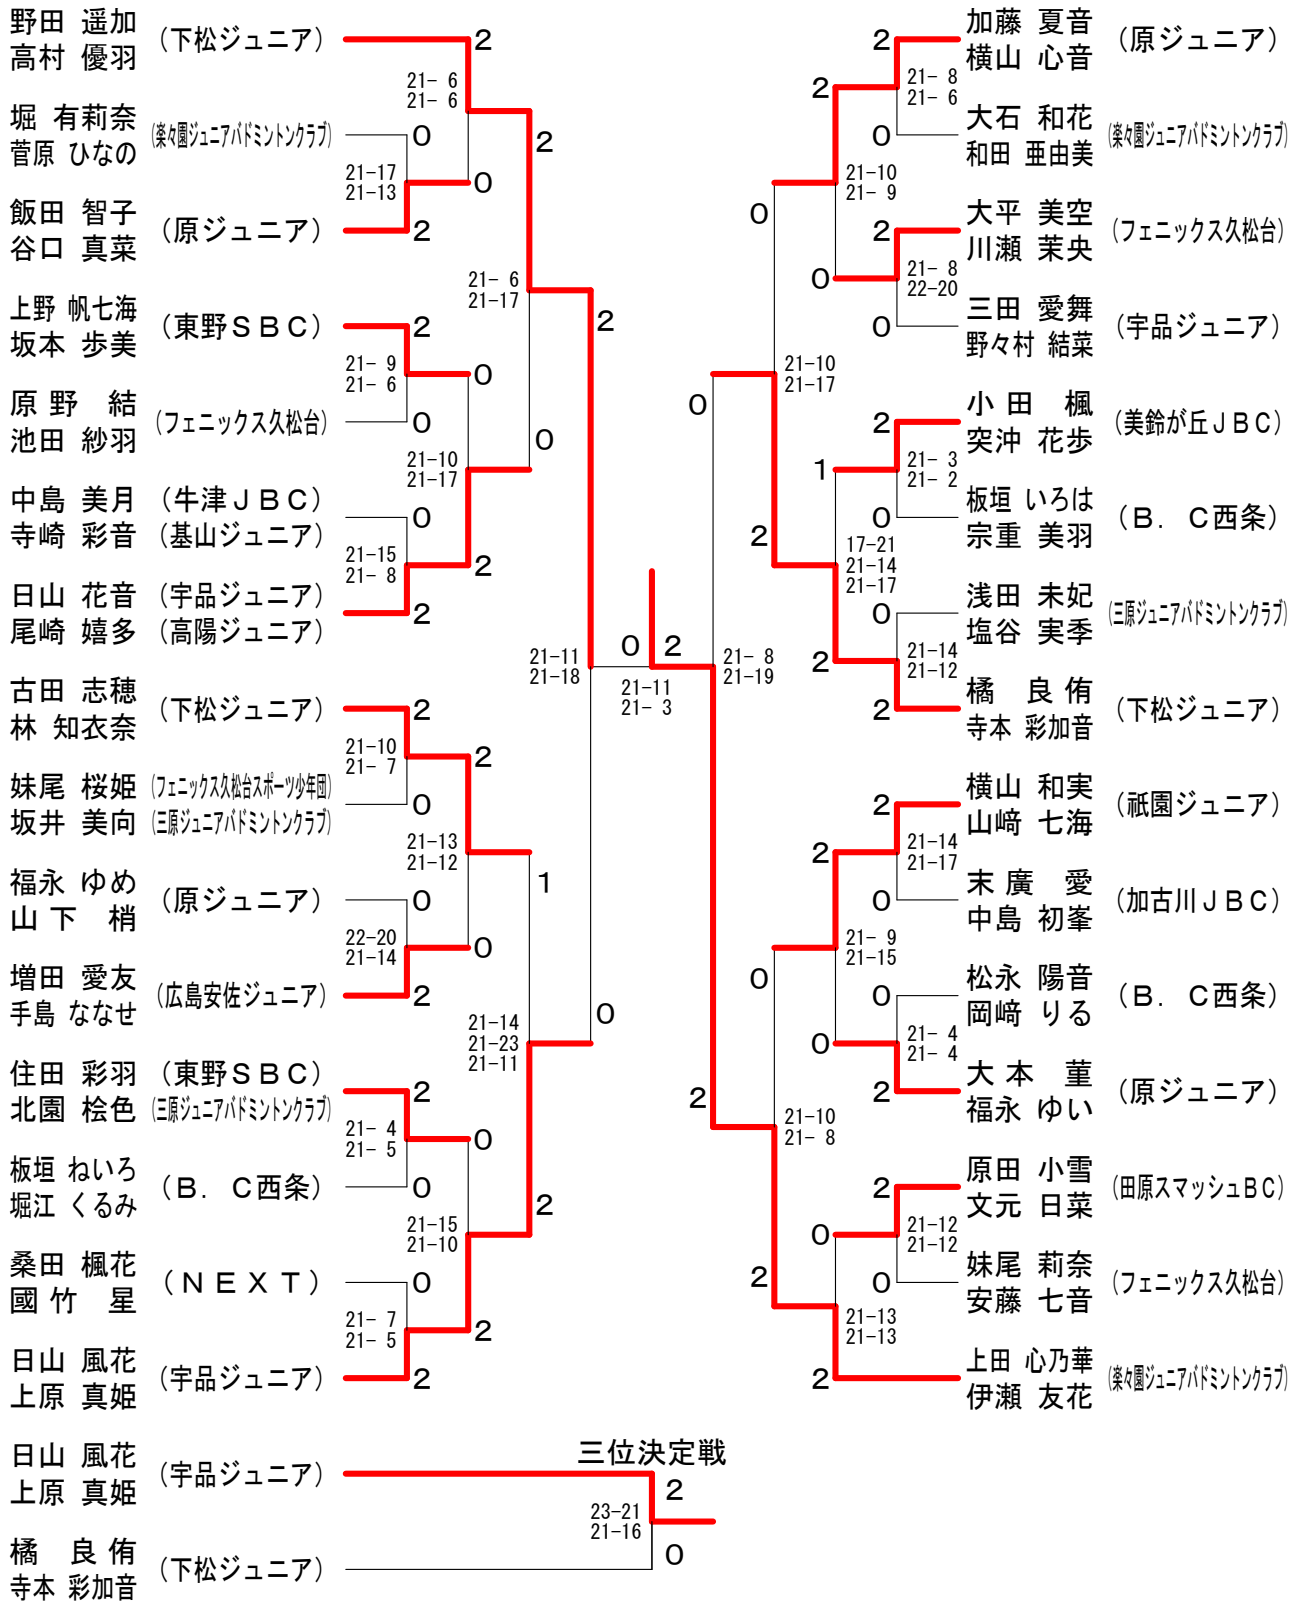 野田 遥加
高村 優羽
(下松ジュニア)
2
21- 6
21- 6
堀 有莉奈
菅原 ひなの
(楽々園ジュニアバドミントンクラブ)
0
2
21-17
21-13
0
飯田 智子
谷口 真菜
(原ジュニア)
2
21- 6
21-17
上野 帆七海
坂本 歩美
(東野SBC)
2
2
21- 9
21- 6
0
原野 結
池田 紗羽
(フェニックス久松台)
0
0
21-10
21-17
中島 美月 (牛津JBC)
寺崎 彩音 (基山ジュニア)
0
21-15
21- 8
2
日山 花音 (宇品ジュニア)
尾崎 嬉多 (高陽ジュニア)
2
21-11
21-18
古田 志穂
林 知衣奈
(下松ジュニア)
2
21-10
21- 7
2
妹尾 桜姫 (フェニックス久松台スポーツ少年団)
坂井 美向 (三原ジュニアバドミントンクラブ)
0
21-13
21-12
1
福永 ゆめ
山下 梢
(原ジュニア)
0
22-20
21-14
0
増田 愛友
手島 ななせ
(広島安佐ジュニア)
2
0
21-14
21-23
21-11
住田 彩羽 (東野SBC)
北園 桧色 (三原ジュニアバドミントンクラブ)
2
21- 4
21- 5
0
板垣 ねいろ
堀江 くるみ
(B．C西条)
0
2
21-15
21-10
桑田 楓花
國竹 星
(NEXT)
0
21- 7
21- 5
2
日山 風花
上原 真姫
(宇品ジュニア)
2
0
2
21-11
21- 3
加藤 夏音
横山 心音
(原ジュニア)
2
21- 8
21- 6
2
大石 和花
和田 亜由美
(楽々園ジュニアバドミントンクラブ)
0
21-10
21- 9
0
大平 美空
川瀬 茉央
(フェニックス久松台)
2
21- 8
22-20
0
三田 愛舞
野々村 結菜
(宇品ジュニア)
0
21-10
21-17
0
小田 楓
突沖 花歩
(美鈴が丘JBC)
2
21- 3
21- 2
1
板垣 いろは
宗重 美羽
(B．C西条)
0
2
17-21
21-14
21-17
浅田 未妃
塩谷 実季
(三原ジュニアバドミントンクラブ)
0
21-14
21-12
2
橘 良侑
寺本 彩加音
(下松ジュニア)
2
21- 8
21-19
横山 和実
山﨑 七海
(祇園ジュニア)
2
21-14
21-17
2
末廣 愛
中島 初峯
(加古川JBC)
0
21- 9
21-15
0
松永 陽音
岡﨑 りる
(B．C西条)
0
21- 4
21- 4
0
大本 菫
福永 ゆい
(原ジュニア)
2
2
21-10
21- 8
原田 小雪
文元 日菜
(田原スマッシュBC)
2
21-12
21-12
0
妹尾 莉奈
安藤 七音
(フェニックス久松台)
0
2
21-13
21-13
上田 心乃華
伊瀬 友花
(楽々園ジュニアバドミントンクラブ)
2
三位決定戦
日山 風花
上原 真姫
(宇品ジュニア)
2
23-21
21-16
橘 良侑
寺本 彩加音
(下松ジュニア)
0